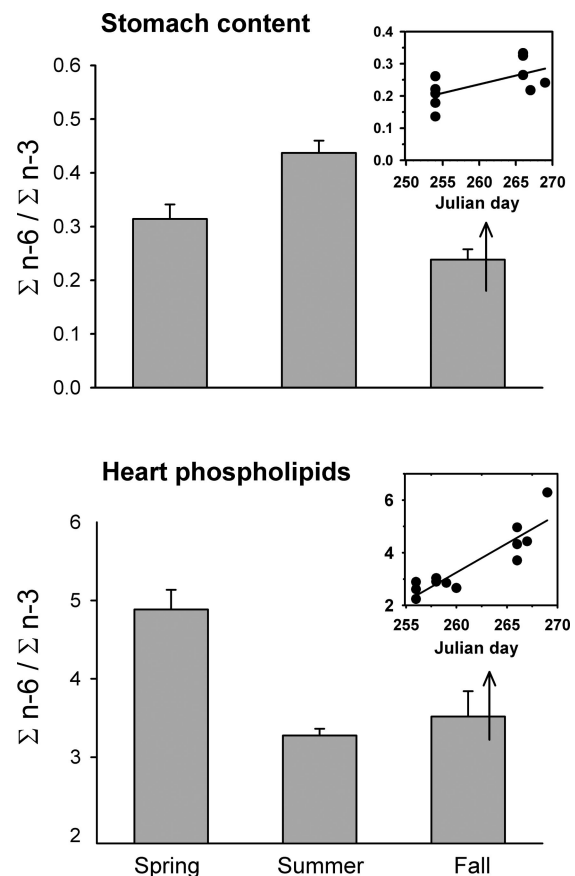 Stomach content
Σ n-6 / Σ n-3
0.6
0.5
0.4
0.3
0.2
0.1
0.0
0.4
0.3
0.2
0.1
0.0
250 255 260 265 270
Julian day
Heart phospholipids
Σ n-6 / Σ n-3
6
5
4
3
2
6
4
2
255 260 265 270
Julian day
Spring Summer Fall